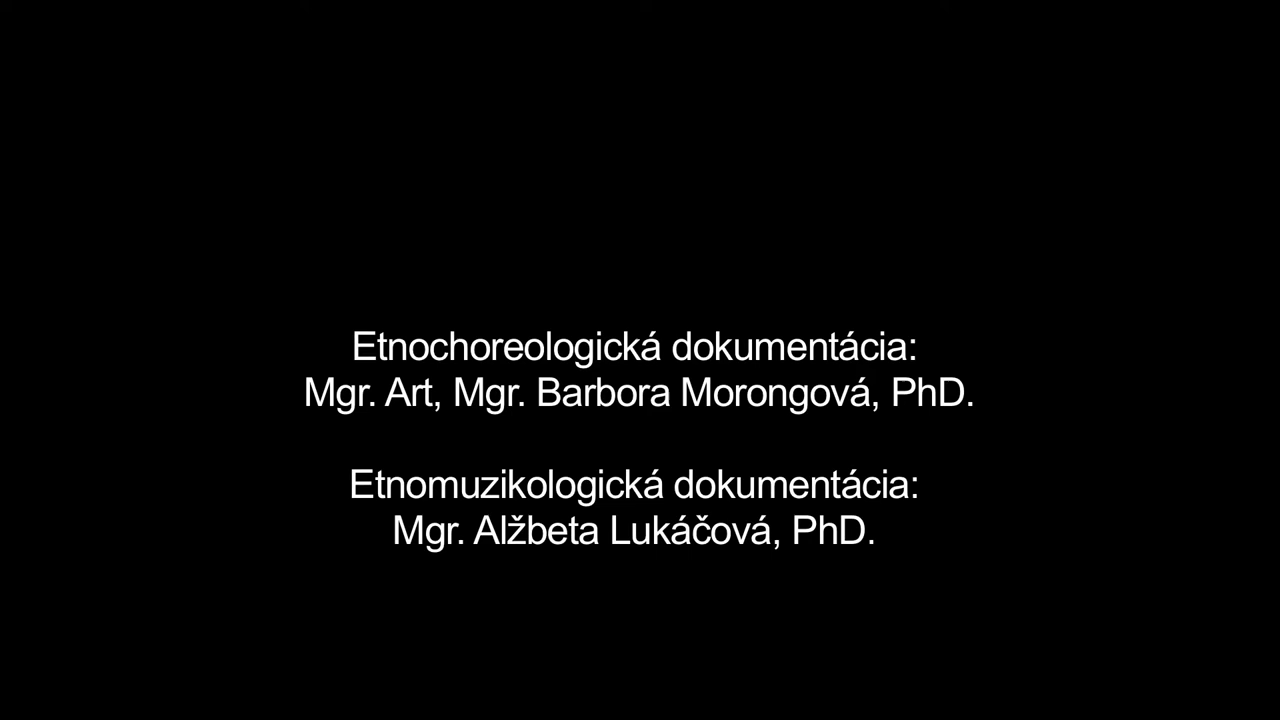 Etnochoreologická dokumentácia:
Mgr. Art, Mgr. Barbora Morongová, PhD.
Etnomuzikologická dokumentácia:
Mgr. Alžbeta Lukáčová, PhD.